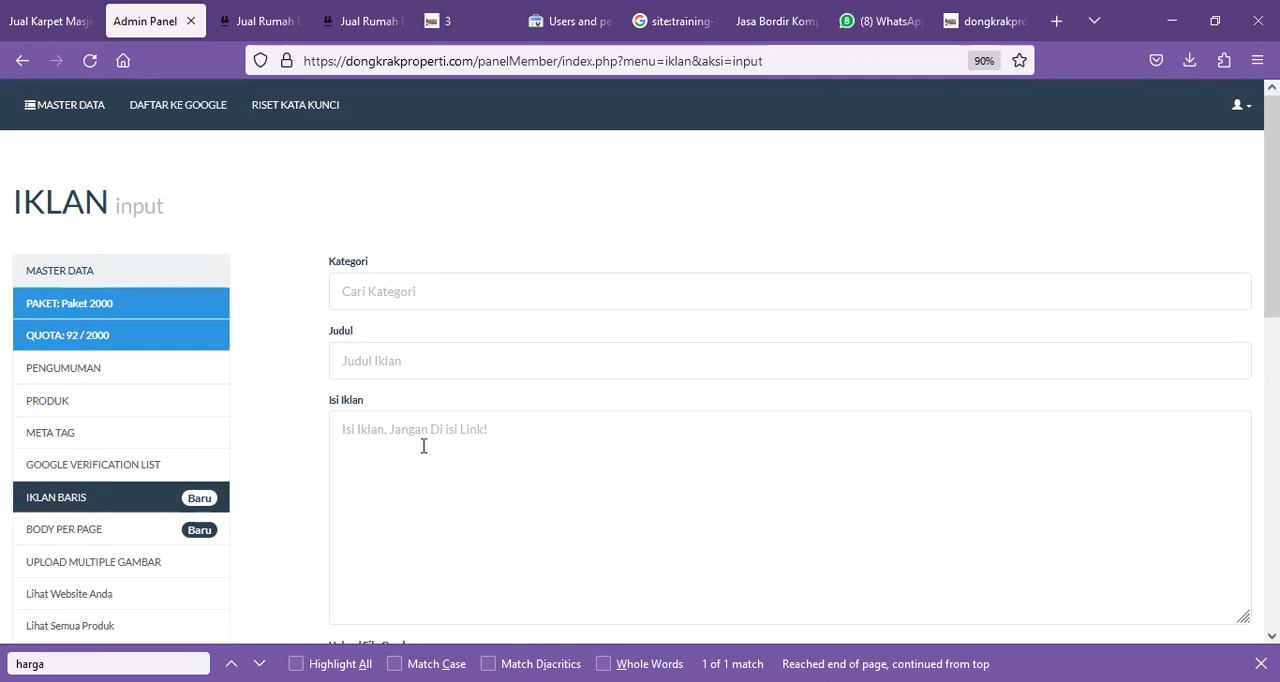 Jual Karpet Masj
Admin Panel
Jual Rumah
Jual Rumah
3
Users and pe
site:training-
Jasa Bordir Kom
(8) WhatsAp
dongkrakpro
https://dongkrakproperti.com/panelMember/index.php?menu=iklan&aksi=input
90%
MASTER DATA
DAFTAR KE GOOGLE
RISET KATA KUNCI
IKLAN input
MASTER DATA
PAKET: Paket 2000
QUOTA: 92 / 2000
PENGUMUMAN
PRODUK
META TAG
GOOGLE VERIFICATION LIST
IKLAN BARIS Baru
BODY PER PAGE Baru
UPLOAD MULTIPLE GAMBAR
Lihat Website Anda
Lihat Semua Produk
Kategori
Cari Kategori
Judul
Judul Iklan
Isi Iklan
Isi Iklan, Jangan Di isi Link!
harga
Highlight All
Match Case
Match Diacritics
Whole Words
1 of 1 match
Reached end of page, continued from top